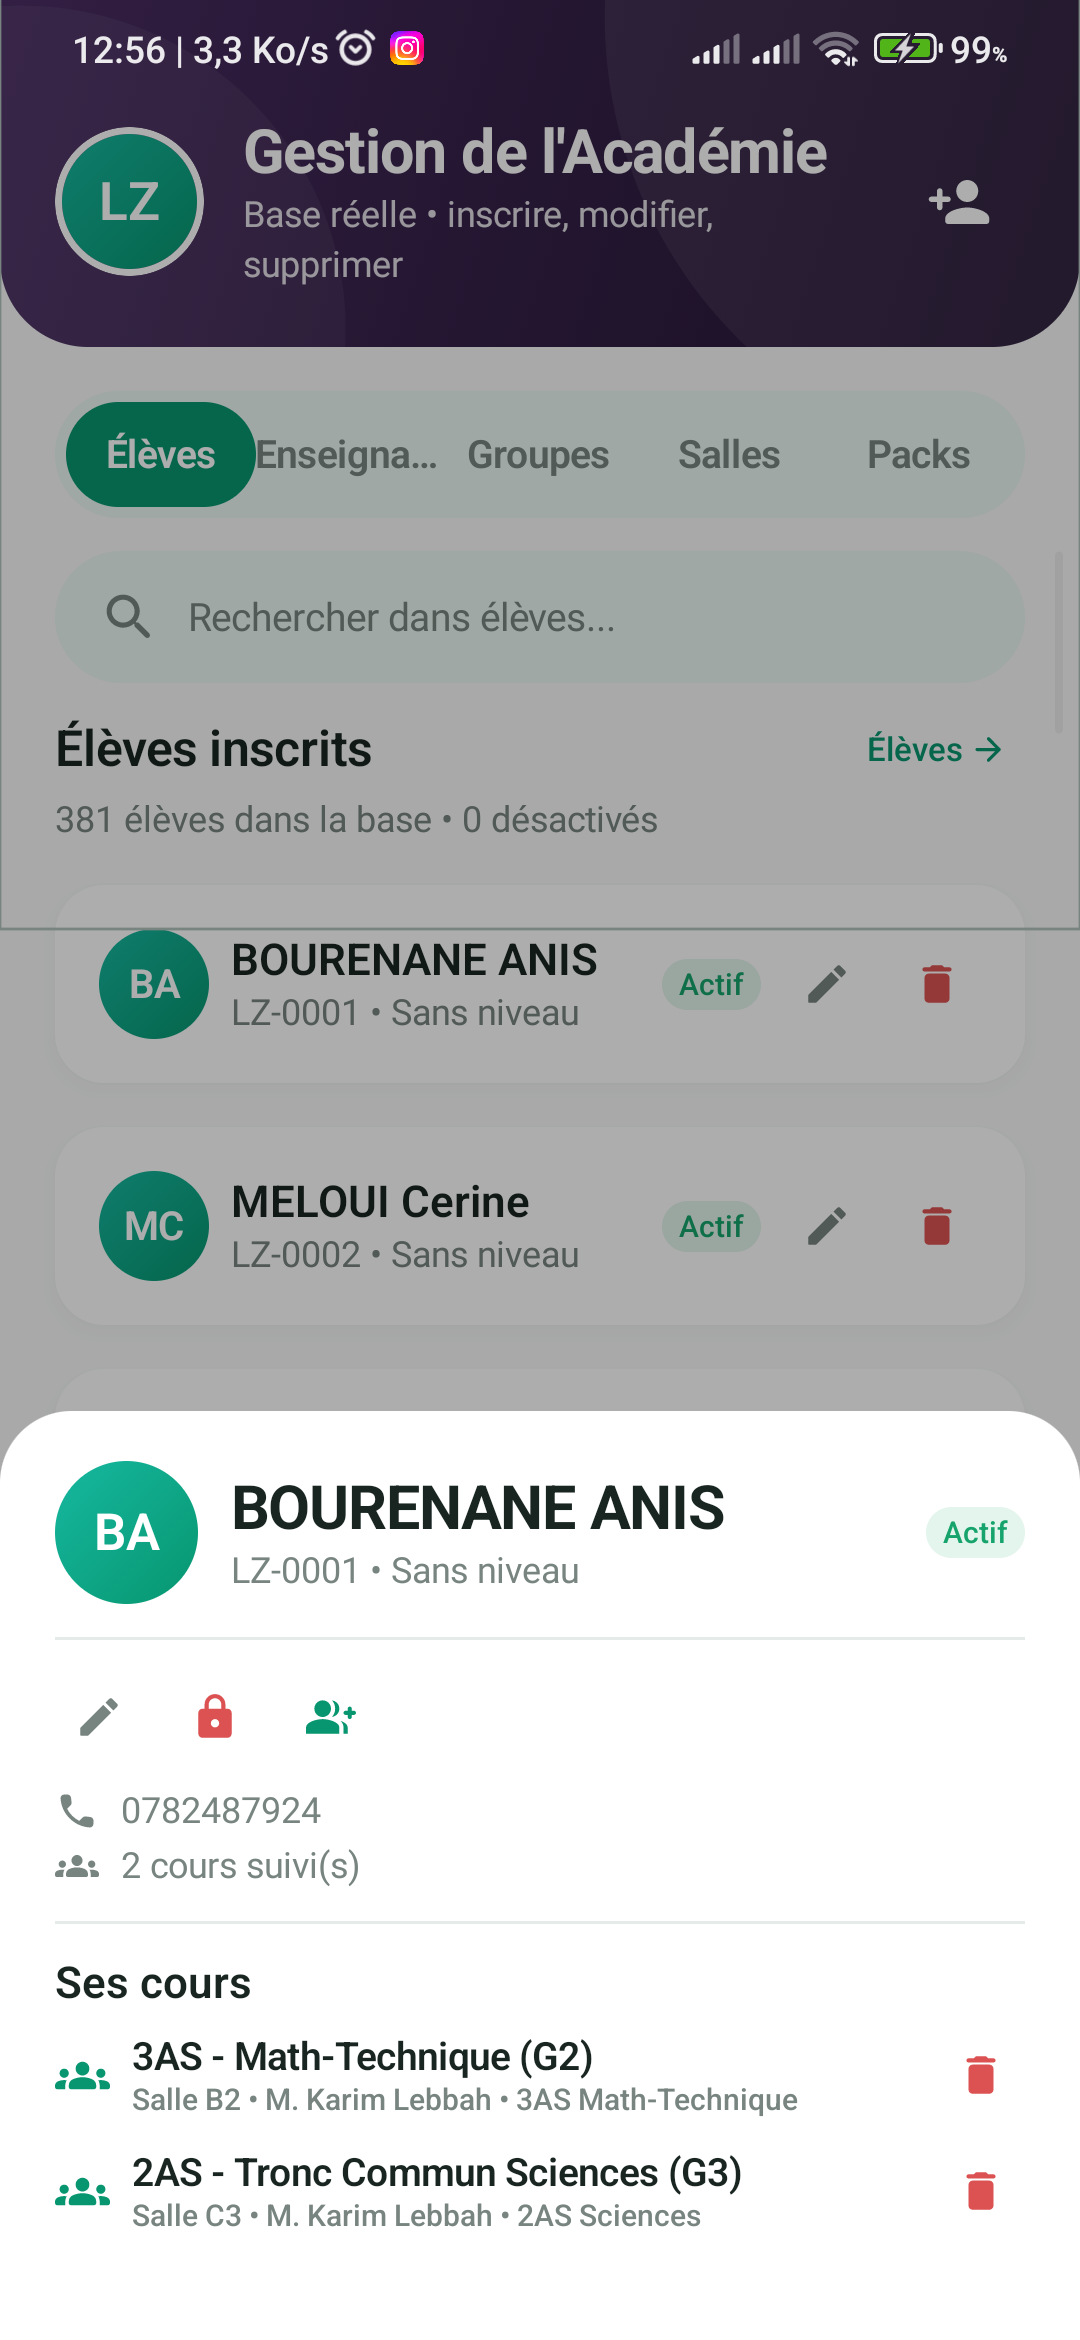 12:56 | 3,3 Ko/s
99%
LZ
Gestion de l'Académie
Base réelle • inscrire, modifier,
supprimer
Élèves
Enseigna...
Groupes
Salles
Packs
Rechercher dans élèves...
Élèves inscrits
Élèves →
381 élèves dans la base • 0 désactivés
BA
BOURENANE ANIS
LZ-0001 • Sans niveau
Actif
MC
MELOUI Cerine
LZ-0002 • Sans niveau
Actif
BA
BOURENANE ANIS
LZ-0001 • Sans niveau
Actif
0782487924
2 cours suivi(s)
Ses cours
3AS - Math-Technique (G2)
Salle B2 • M. Karim Lebbah • 3AS Math-Technique
2AS - Tronc Commun Sciences (G3)
Salle C3 • M. Karim Lebbah • 2AS Sciences